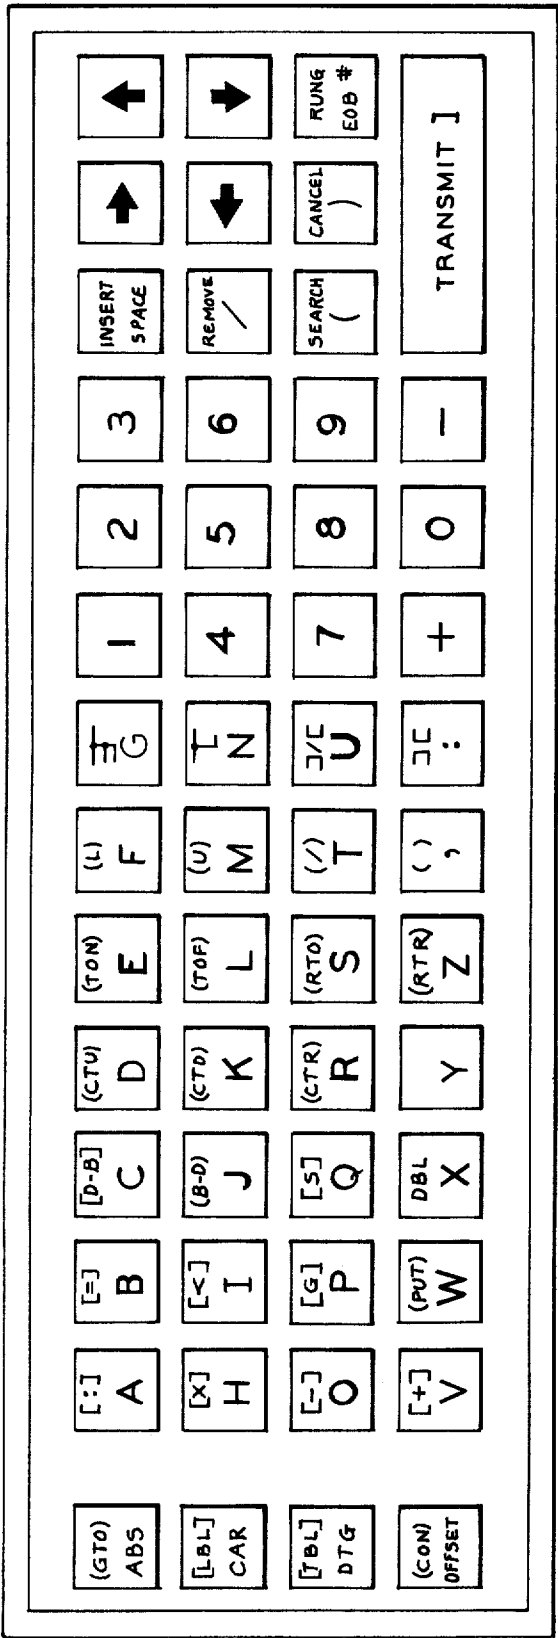 (GTO)
ABS
[:]
A
[=]
B
[D-B]
C
(CTU)
D
(TON)
E
(L)
F
G
1
2
3
INSERT
SPACE
[LBL]
CAR
[X]
H
[<]
I
(B-D)
J
(CTD)
K
(TOF)
L
(U)
M
N
4
5
6
REMOVE
/
[TBL]
DTG
[-]
O
[G]
P
[S]
Q
(CTR)
R
(RTO)
S
(/)
T
]/[
U
7
8
9
SEARCH
(
CANCEL
)
RUNG
EOB #
(CON)
OFFSET
[+]
V
(PUT)
W
DBL
X
Y
(RTR)
Z
( )
,
] [
:
+
0
-
TRANSMIT ]